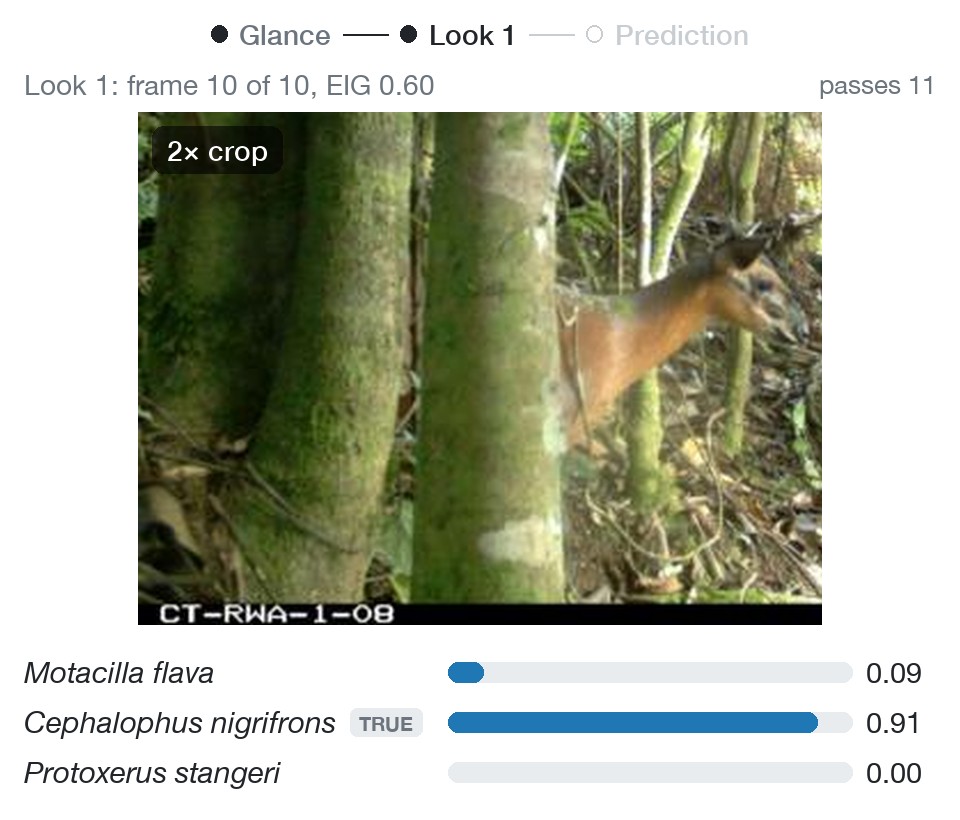 Glance Look 1 Prediction
Look 1: frame 10 of 10, EIG 0.60 passes 11
2× crop
CT-RWA-1-08
Motacilla flava 0.09
Cephalophus nigrifrons TRUE 0.91
Protoxerus stangeri 0.00